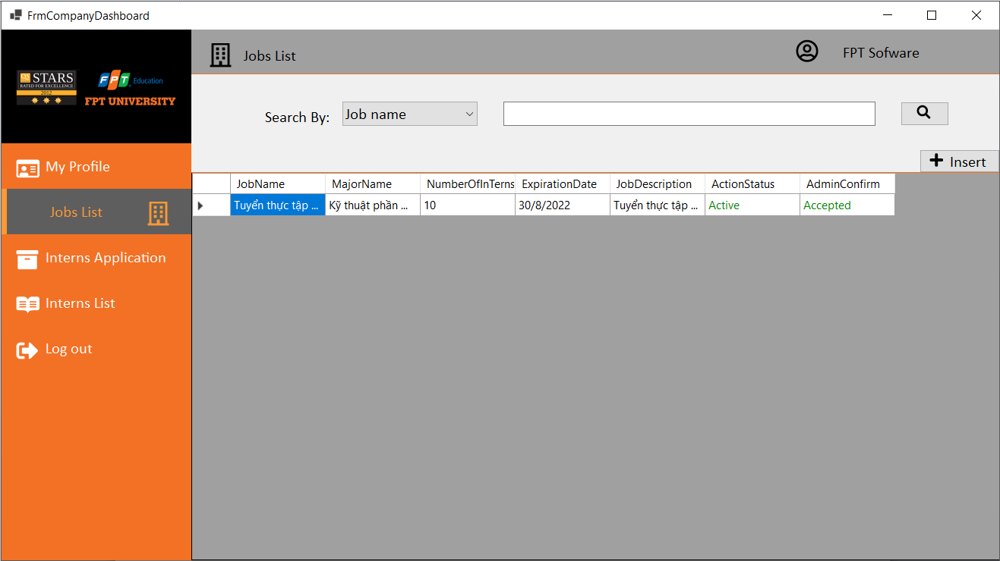 FrmCompanyDashboard
QS STARS
RATED FOR EXCELLENCE
2012
FPT Education
FPT UNIVERSITY
Jobs List
FPT Sofware
Search By:
Job name
Insert
My Profile
Jobs List
Interns Application
Interns List
Log out
JobName MajorName NumberOfInTerns ExpirationDate JobDescription ActionStatus AdminConfirm
Tuyển thực tập ... Kỹ thuật phần ... 10 30/8/2022 Tuyển thực tập ... Active Accepted